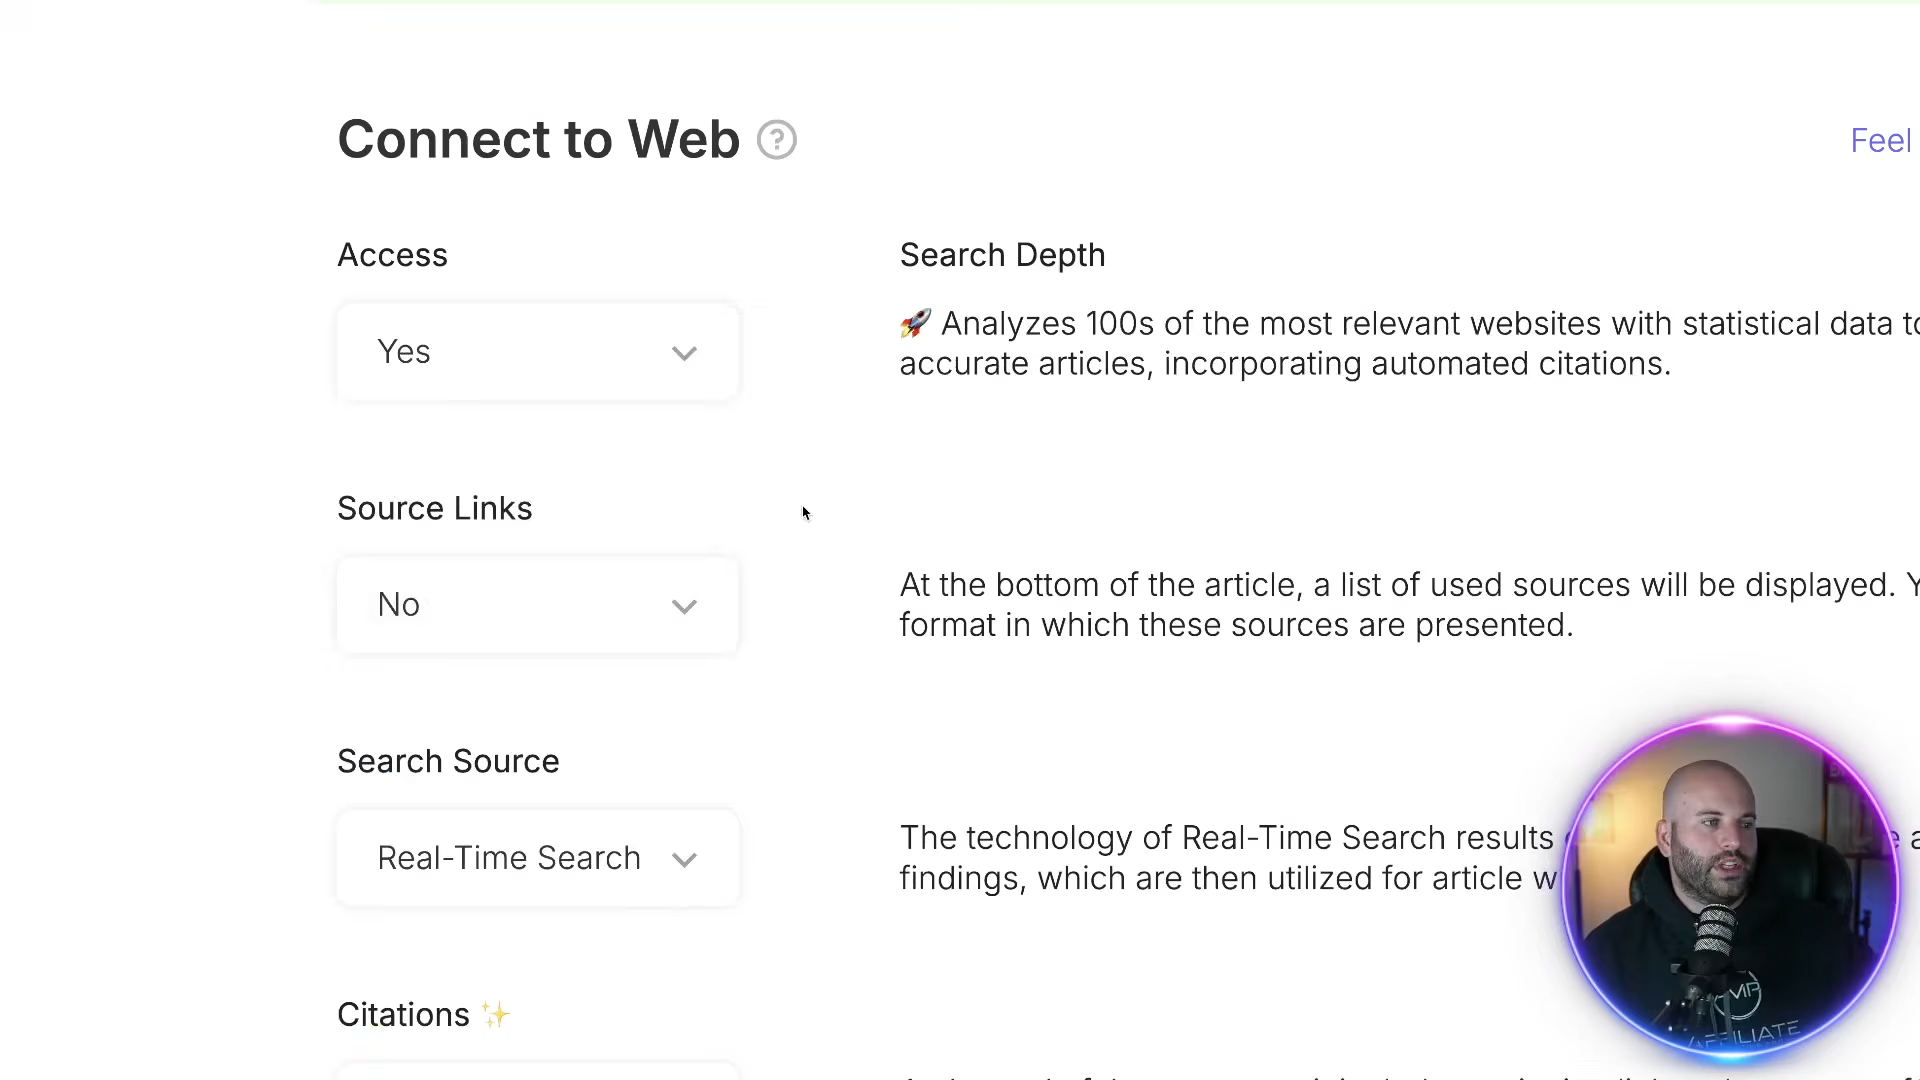 Connect to Web ?
Feel
Access
Search Depth
Yes
🚀 Analyzes 100s of the most relevant websites with statistical data
accurate articles, incorporating automated citations.
Source Links
No
At the bottom of the article, a list of used sources will be displayed.
format in which these sources are presented.
Search Source
Real-Time Search
The technology of Real-Time Search results
findings, which are then utilized for article
Citations ✨
AFFILIATE